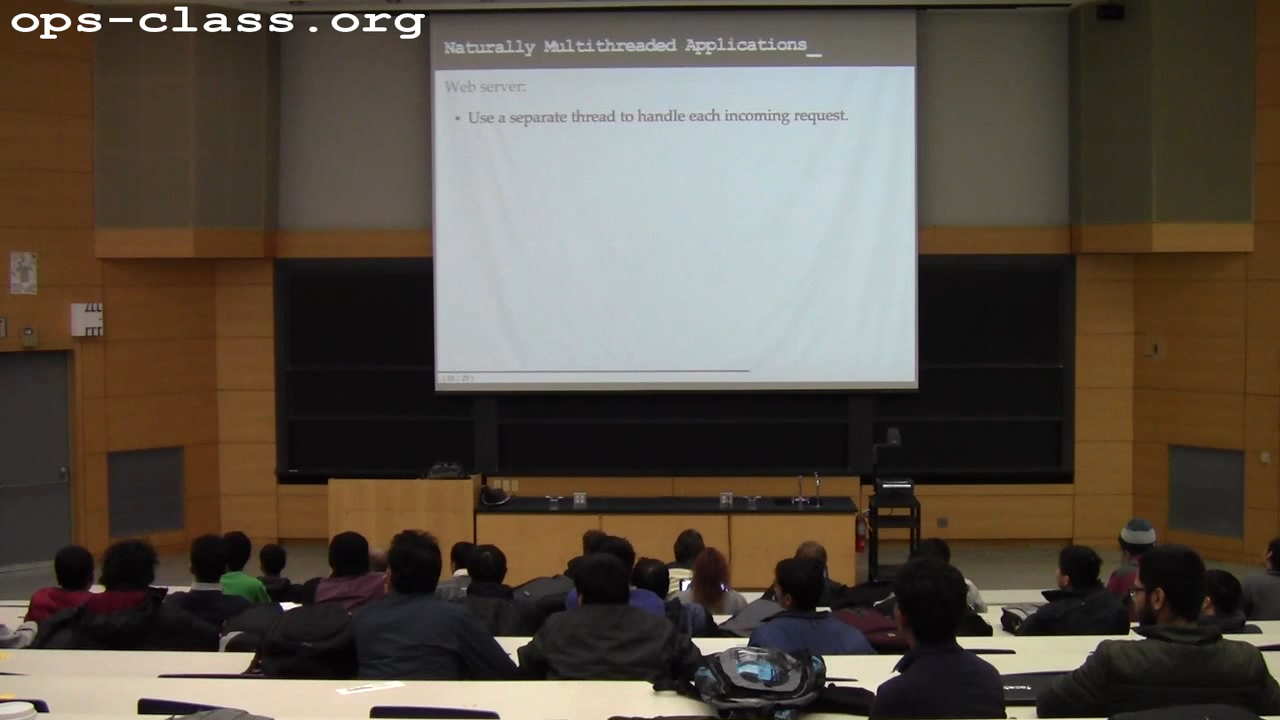 ops-class.org
Naturally Multithreaded Applications_
Web server:
• Use a separate thread to handle each incoming request.